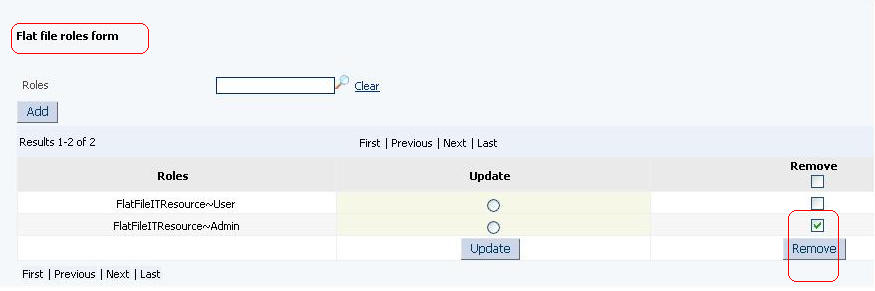 Flat file roles form
Roles Clear
Add
Results 1-2 of 2 First | Previous | Next | Last
Roles Update Remove
FlatFileITResource~User
FlatFileITResource~Admin
Update Remove
First | Previous | Next | Last